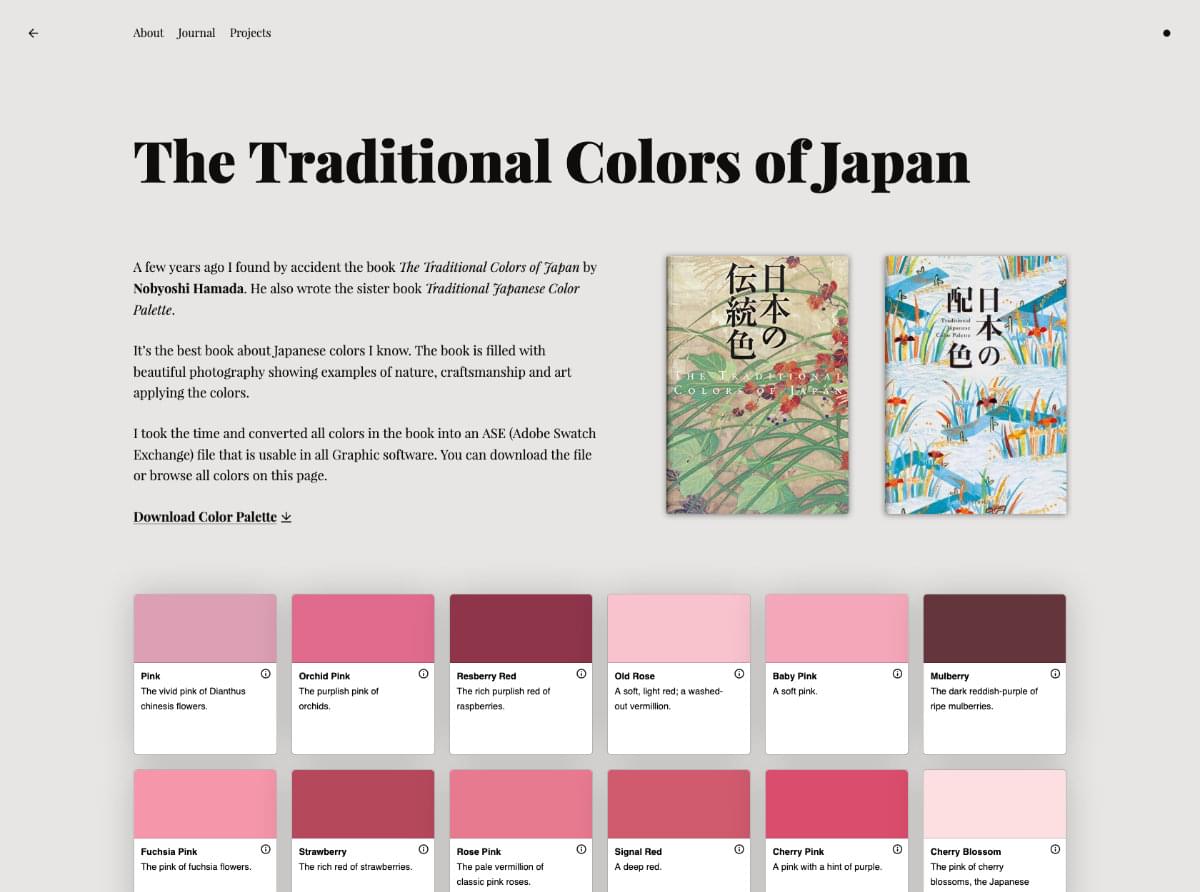 About Journal Projects
The Traditional Colors of Japan
A few years ago I found by accident the book The Traditional Colors of Japan by
Nobyoshi Hamada. He also wrote the sister book Traditional Japanese Color
Palette.
It's the best book about Japanese colors I know. The book is filled with
beautiful photography showing examples of nature, craftsmanship and art
applying the colors.
I took the time and converted all colors in the book into an ASE (Adobe Swatch
Exchange) file that is usable in all Graphic software. You can download the file
or browse all colors on this page.
Download Color Palette
日本の
伝統色
The Traditional
Colors of Japan
日本の
配色
Traditional
Japanese
Color Palette
Pink
The vivid pink of Dianthus
chinesis flowers.
Orchid Pink
The purplish pink of
orchids.
Resberry Red
The rich purplish red of
raspberries.
Old Rose
A soft, light red; a washed-
out vermillion.
Baby Pink
A soft pink.
Mulberry
The dark reddish-purple of
ripe mulberries.
Fuchsia Pink
The pink of fuchsia flowers.
Strawberry
The rich red of strawberries.
Rose Pink
The pale vermillion of
classic pink roses.
Signal Red
A deep red.
Cherry Pink
A pink with a hint of purple.
Cherry Blossom
The pink of cherry
blossoms, the Japanese